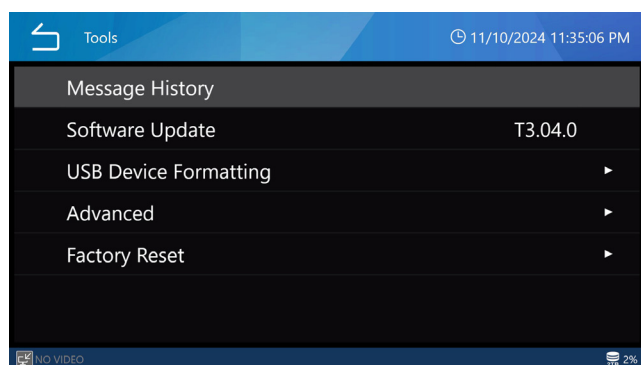 Tools 11/10/2024 11:35:06 PM
Message History
Software Update T3.04.0
USB Device Formatting
Advanced
Factory Reset
NO VIDEO 2%